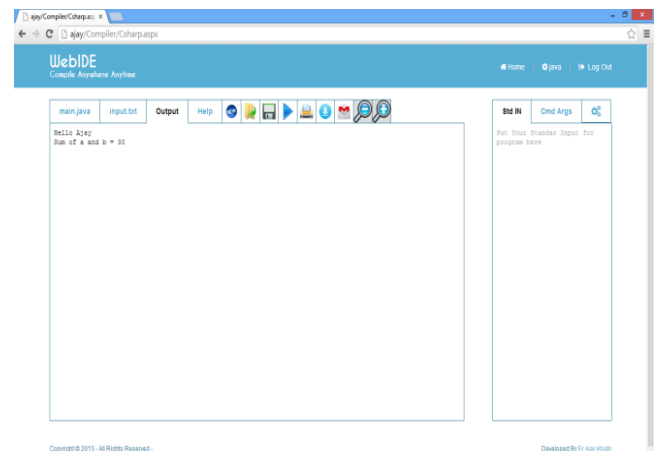 ajay/Compiler/Csharp.as
ajay/Compiler/Csharp.aspx
WebIDE
Compile Anywhere Anytime
Home java Log Out
main.java input.txt Output Help
Std IN Cmd Args
Hello Ajay
Sum of a and b = 30
Put Your Standar Input for
program here
Copyright © 2013 - All Rights Reserved -
Developed By Er Ajay Khatri